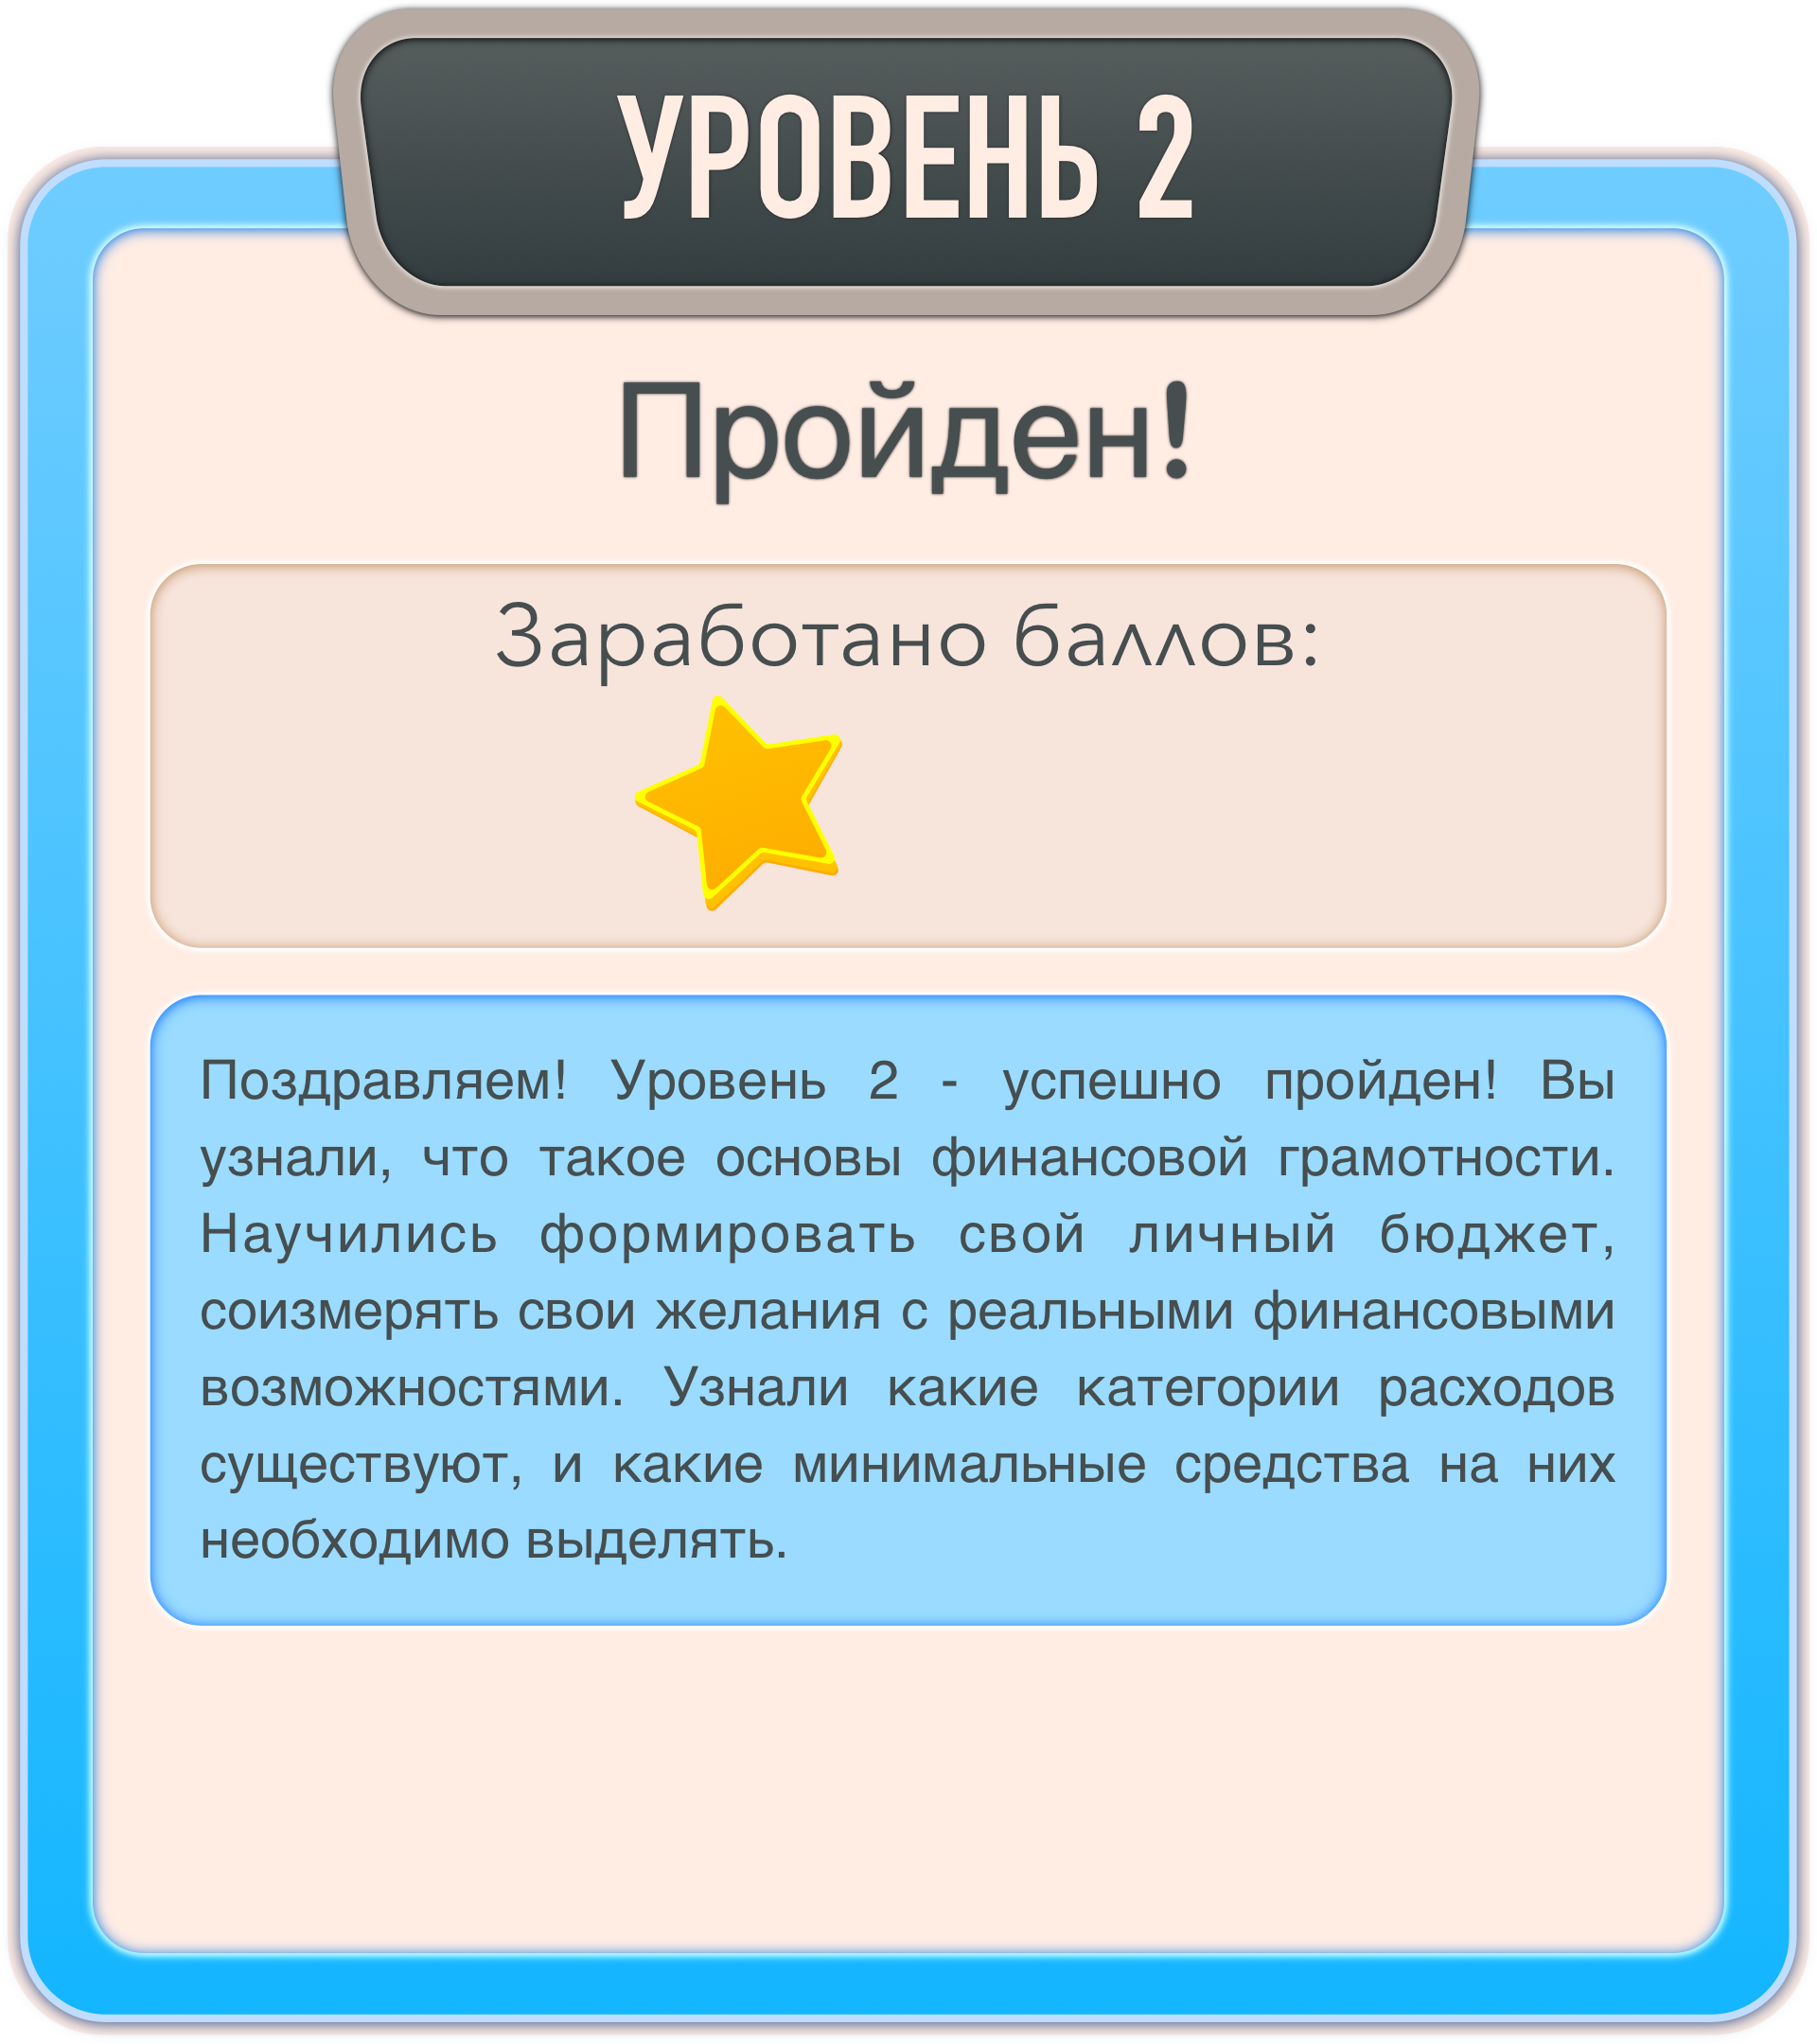 УРОВЕНЬ 2
Пройден!
Заработано баллов:
Поздравляем! Уровень 2 - успешно пройден! Вы
узнали, что такое основы финансовой грамотности.
Научились формировать свой личный бюджет,
соизмерять свои желания с реальными финансовыми
возможностями. Узнали какие категории расходов
существуют, и какие минимальные средства на них
необходимо выделять.